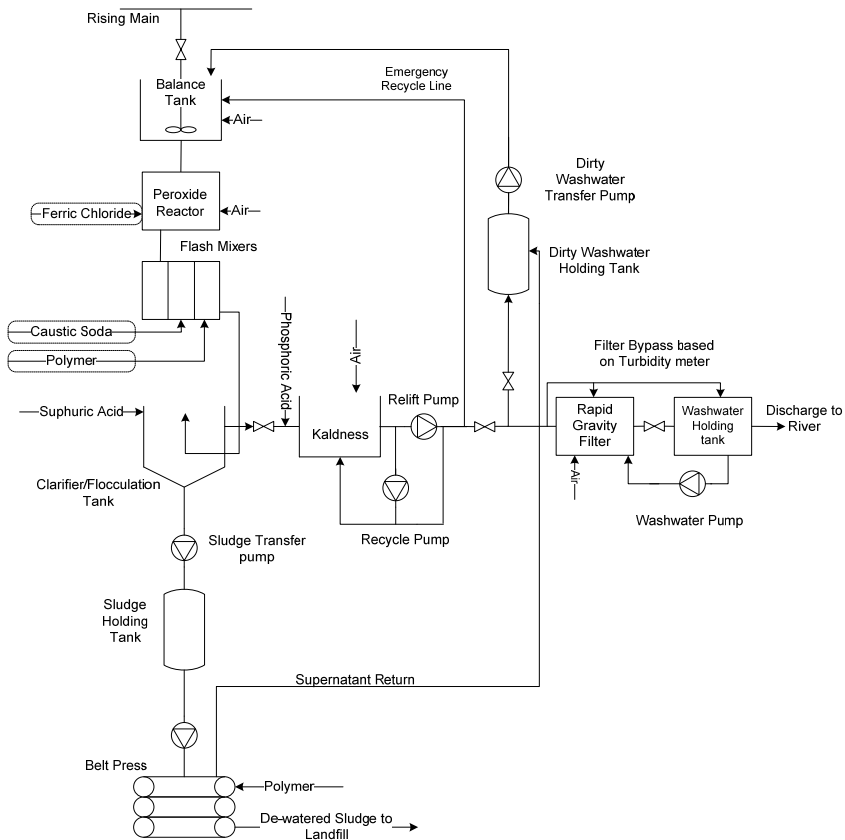 Rising Main
Emergency
Recycle Line
Balance
Tank
Air
Dirty
Washwater
Transfer Pump
Peroxide
Reactor
Ferric Chloride
Air
Flash Mixers
Dirty Washwater
Holding Tank
Caustic Soda
Polymer
Phosphoric Acid
Air
Filter Bypass based
on Turbidity meter
Suphuric Acid
Kaldness
Relift Pump
Rapid
Gravity
Filter
Washwater
Holding
tank
Discharge to
River
Air
Clarifier/Flocculation
Tank
Recycle Pump
Washwater Pump
Sludge Transfer
pump
Sludge
Holding
Tank
Supernatant Return
Belt Press
Polymer
De-watered Sludge to
Landfill